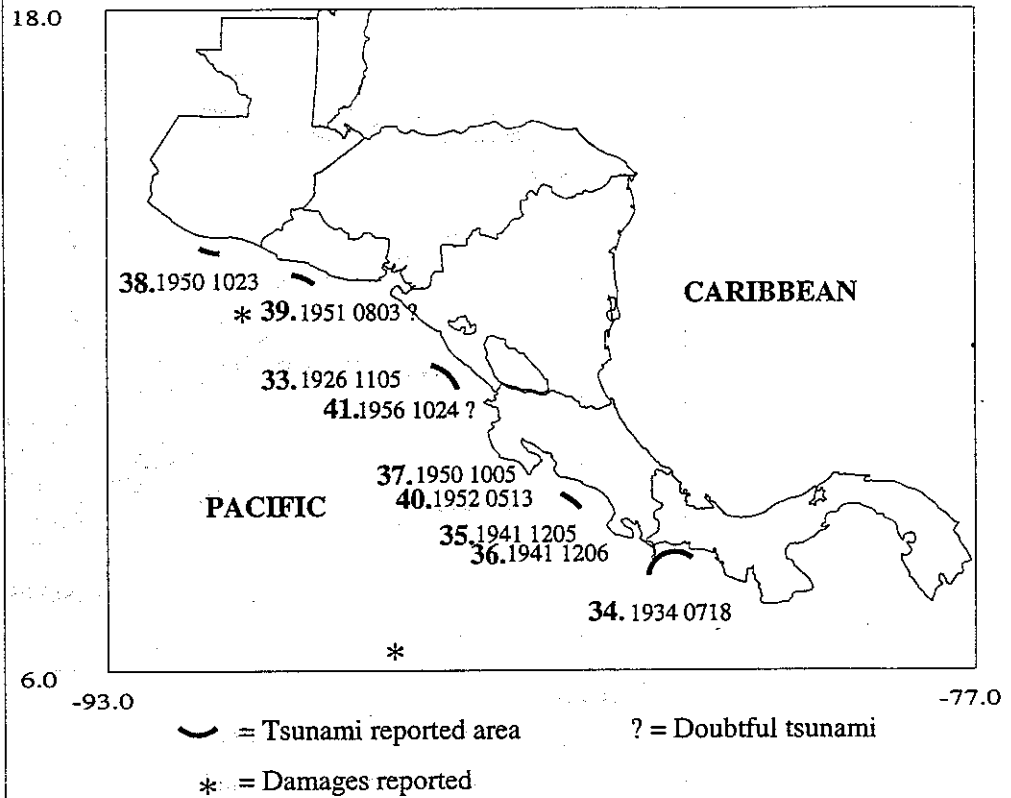 18.0
38.1950 1023
CARIBBEAN
* 39.1951 0803 ?
33.1926 1105
41.1956 1024 ?
37.1950 1005
PACIFIC
40.1952 0513
35.1941 1205
36.1941 1206
34. 1934 0718
*
6.0
-93.0
-77.0
= Tsunami reported area
? = Doubtful tsunami
* = Damages reported